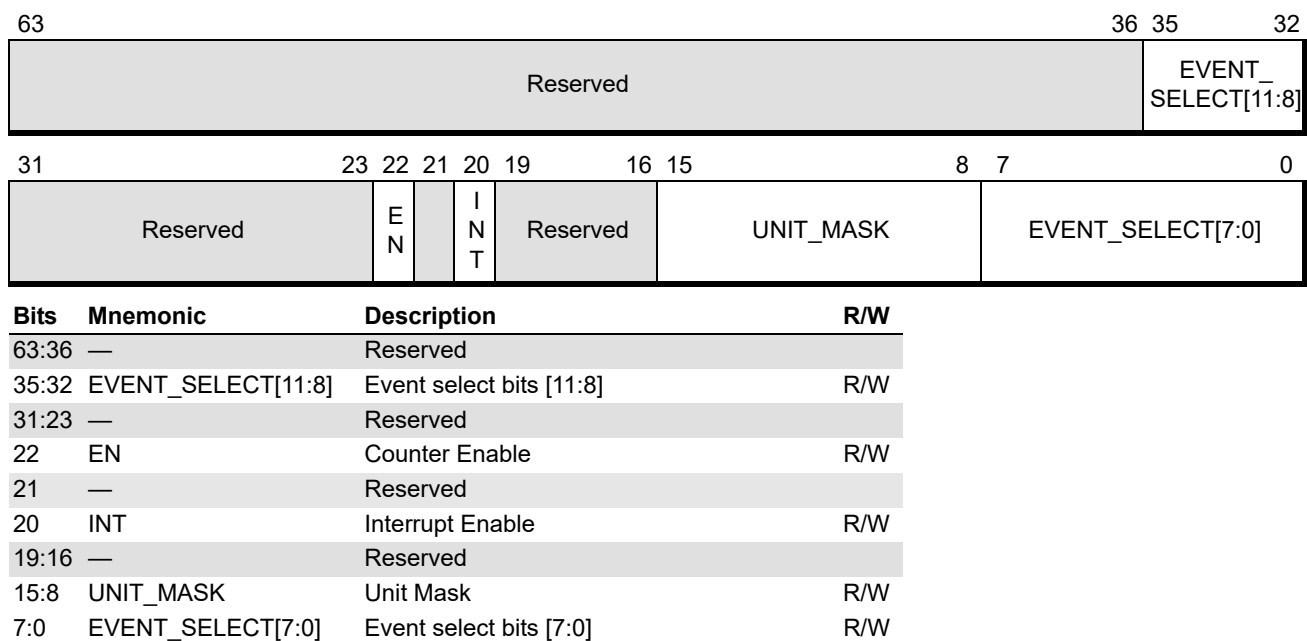 63 36 35 32
Reserved EVENT_
SELECT[11:8]
31 23 22 21 20 19 16 15 8 7 0
Reserved E
N I
N
T Reserved UNIT_MASK EVENT_SELECT[7:0]
Bits Mnemonic Description R/W
63:36 — Reserved
35:32 EVENT_SELECT[11:8] Event select bits [11:8] R/W
31:23 — Reserved
22 EN Counter Enable R/W
21 — Reserved
20 INT Interrupt Enable R/W
19:16 — Reserved
15:8 UNIT_MASK Unit Mask R/W
7:0 EVENT_SELECT[7:0] Event select bits [7:0] R/W